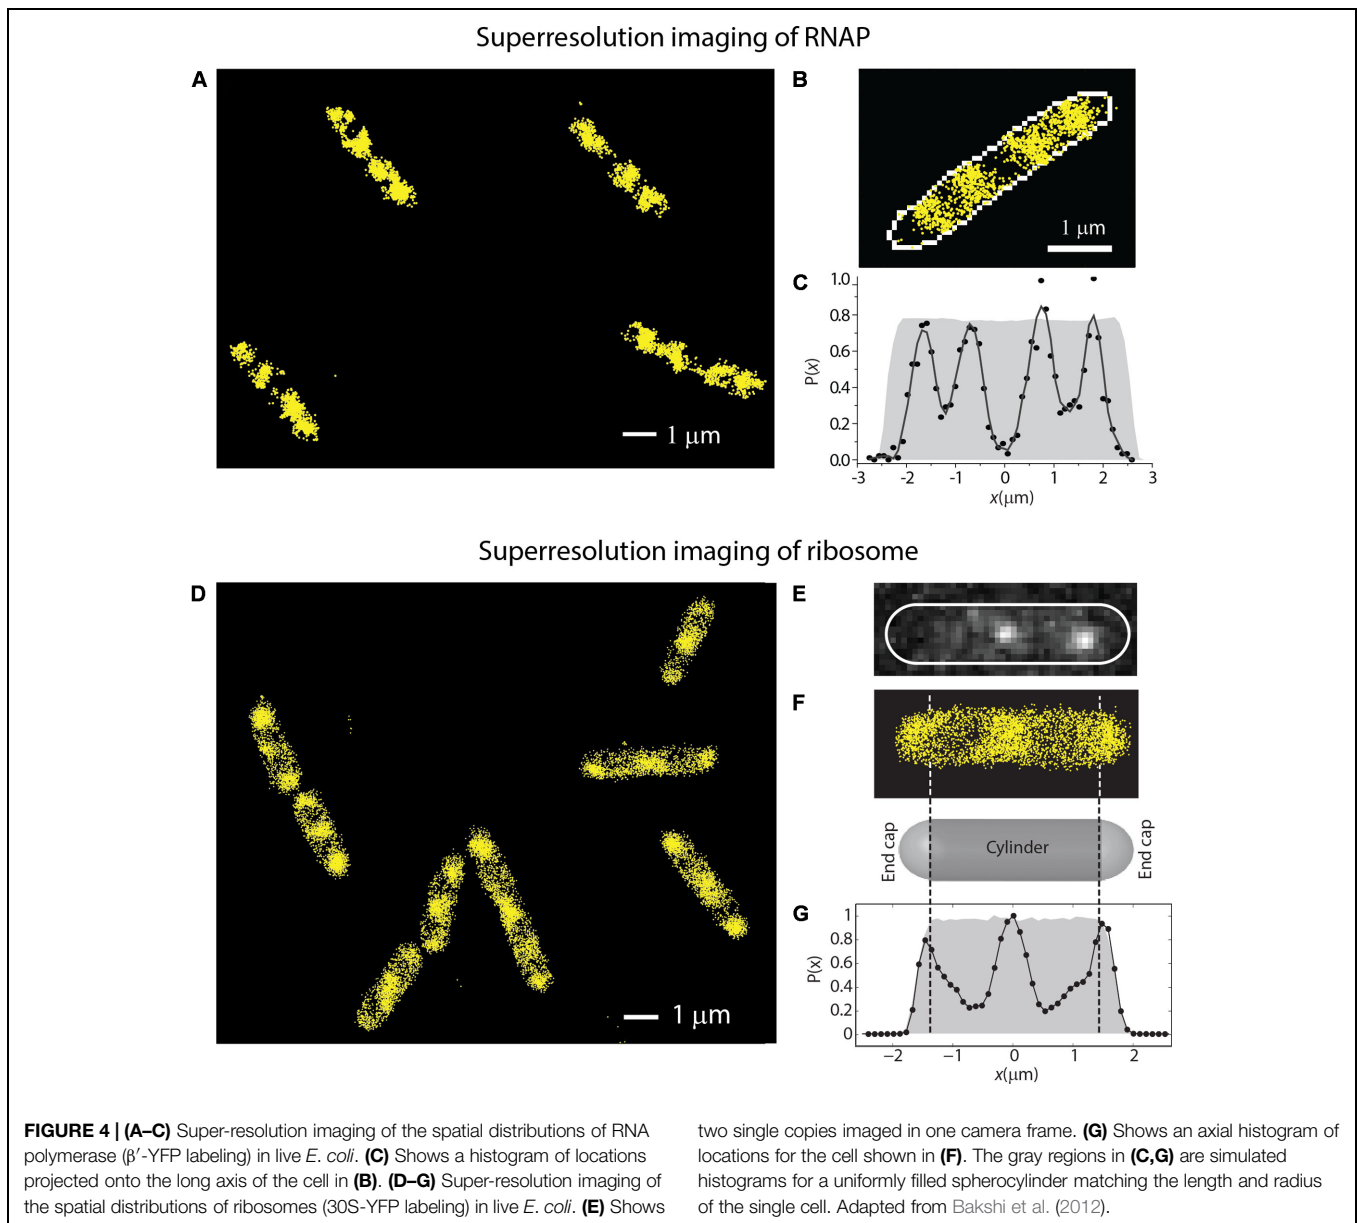 Superresolution imaging of RNAP
A
1 μm
B
1 μm
C
1.0
0.8
0.6
0.4
0.2
0.0
P(x)
-3 -2 -1 0 1 2 3
x(μm)
Superresolution imaging of ribosome
D
1 μm
E
F
End cap
Cylinder
End cap
G
1
0.8
0.6
0.4
0.2
0
P(x)
−2 −1 0 1 2
x(μm)
FIGURE 4 | (A–C) Super-resolution imaging of the spatial distributions of RNA
polymerase (β′-YFP labeling) in live E. coli. (C) Shows a histogram of locations
projected onto the long axis of the cell in (B). (D–G) Super-resolution imaging of
the spatial distributions of ribosomes (30S-YFP labeling) in live E. coli. (E) Shows
two single copies imaged in one camera frame. (G) Shows an axial histogram of
locations for the cell shown in (F). The gray regions in (C,G) are simulated
histograms for a uniformly filled spherocylinder matching the length and radius
of the single cell. Adapted from Bakshi et al. (2012).